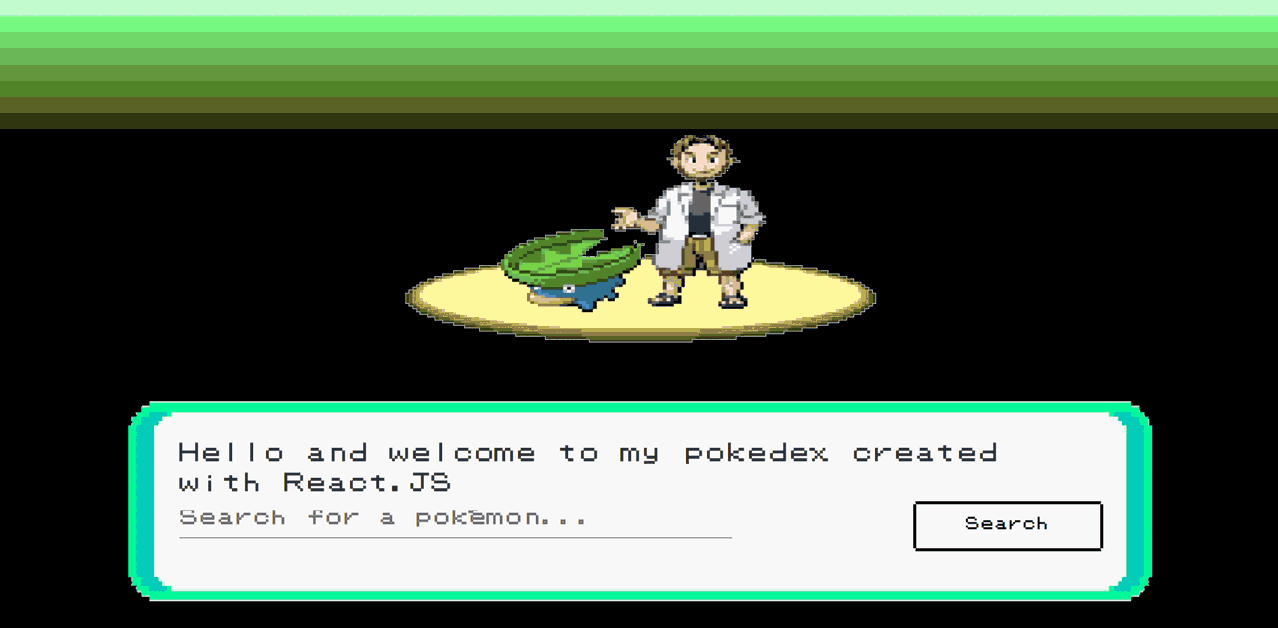 Hello and welcome to my pokedex created
with React.JS
Search for a pokémon...
Search